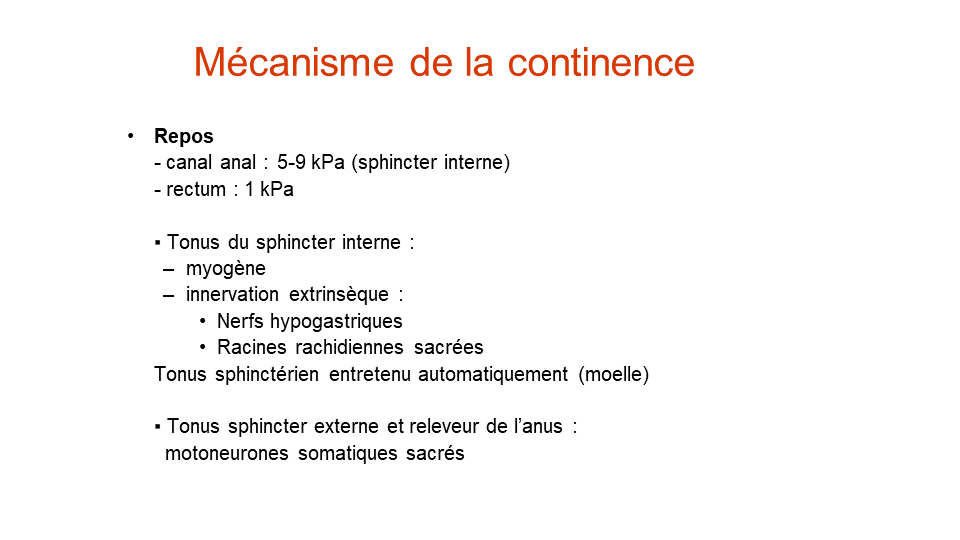 Mécanisme de la continence
• Repos
- canal anal : 5-9 kPa (sphincter interne)
- rectum : 1 kPa
▪ Tonus du sphincter interne :
– myogène
– innervation extrinsèque :
• Nerfs hypogastriques
• Racines rachidiennes sacrées
Tonus sphinctérien entretenu automatiquement (moelle)
▪ Tonus sphincter externe et releveur de l’anus :
motoneurones somatiques sacrés